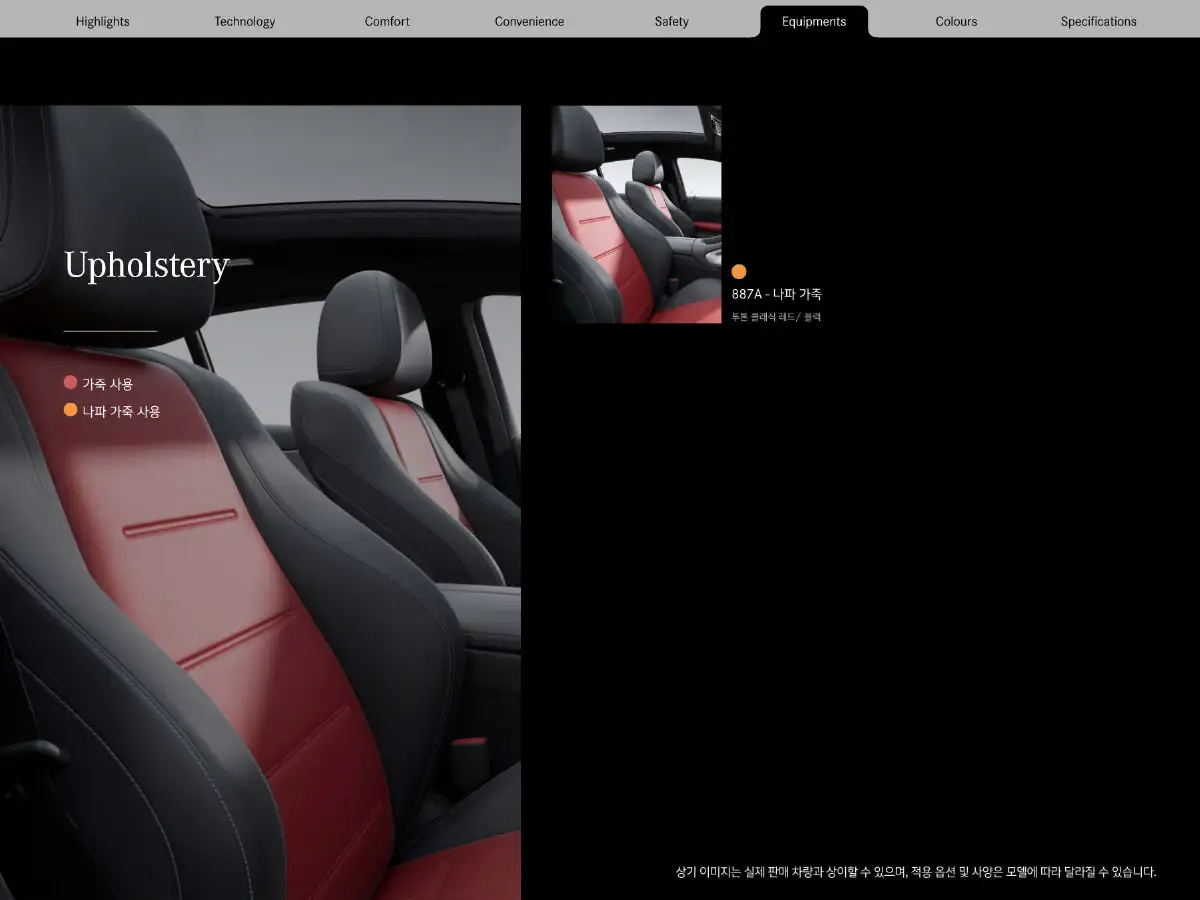 Highlights
Technology
Comfort
Convenience
Safety
Equipments
Colours
Specifications
Upholstery
가죽 사용
나파 가죽 사용
887A - 나파 가죽
투톤 클래식 레드/ 블랙
상기 이미지는 실제 판매 차량과 상이할 수 있으며, 적용 옵션 및 사양은 모델에 따라 달라질 수 있습니다.